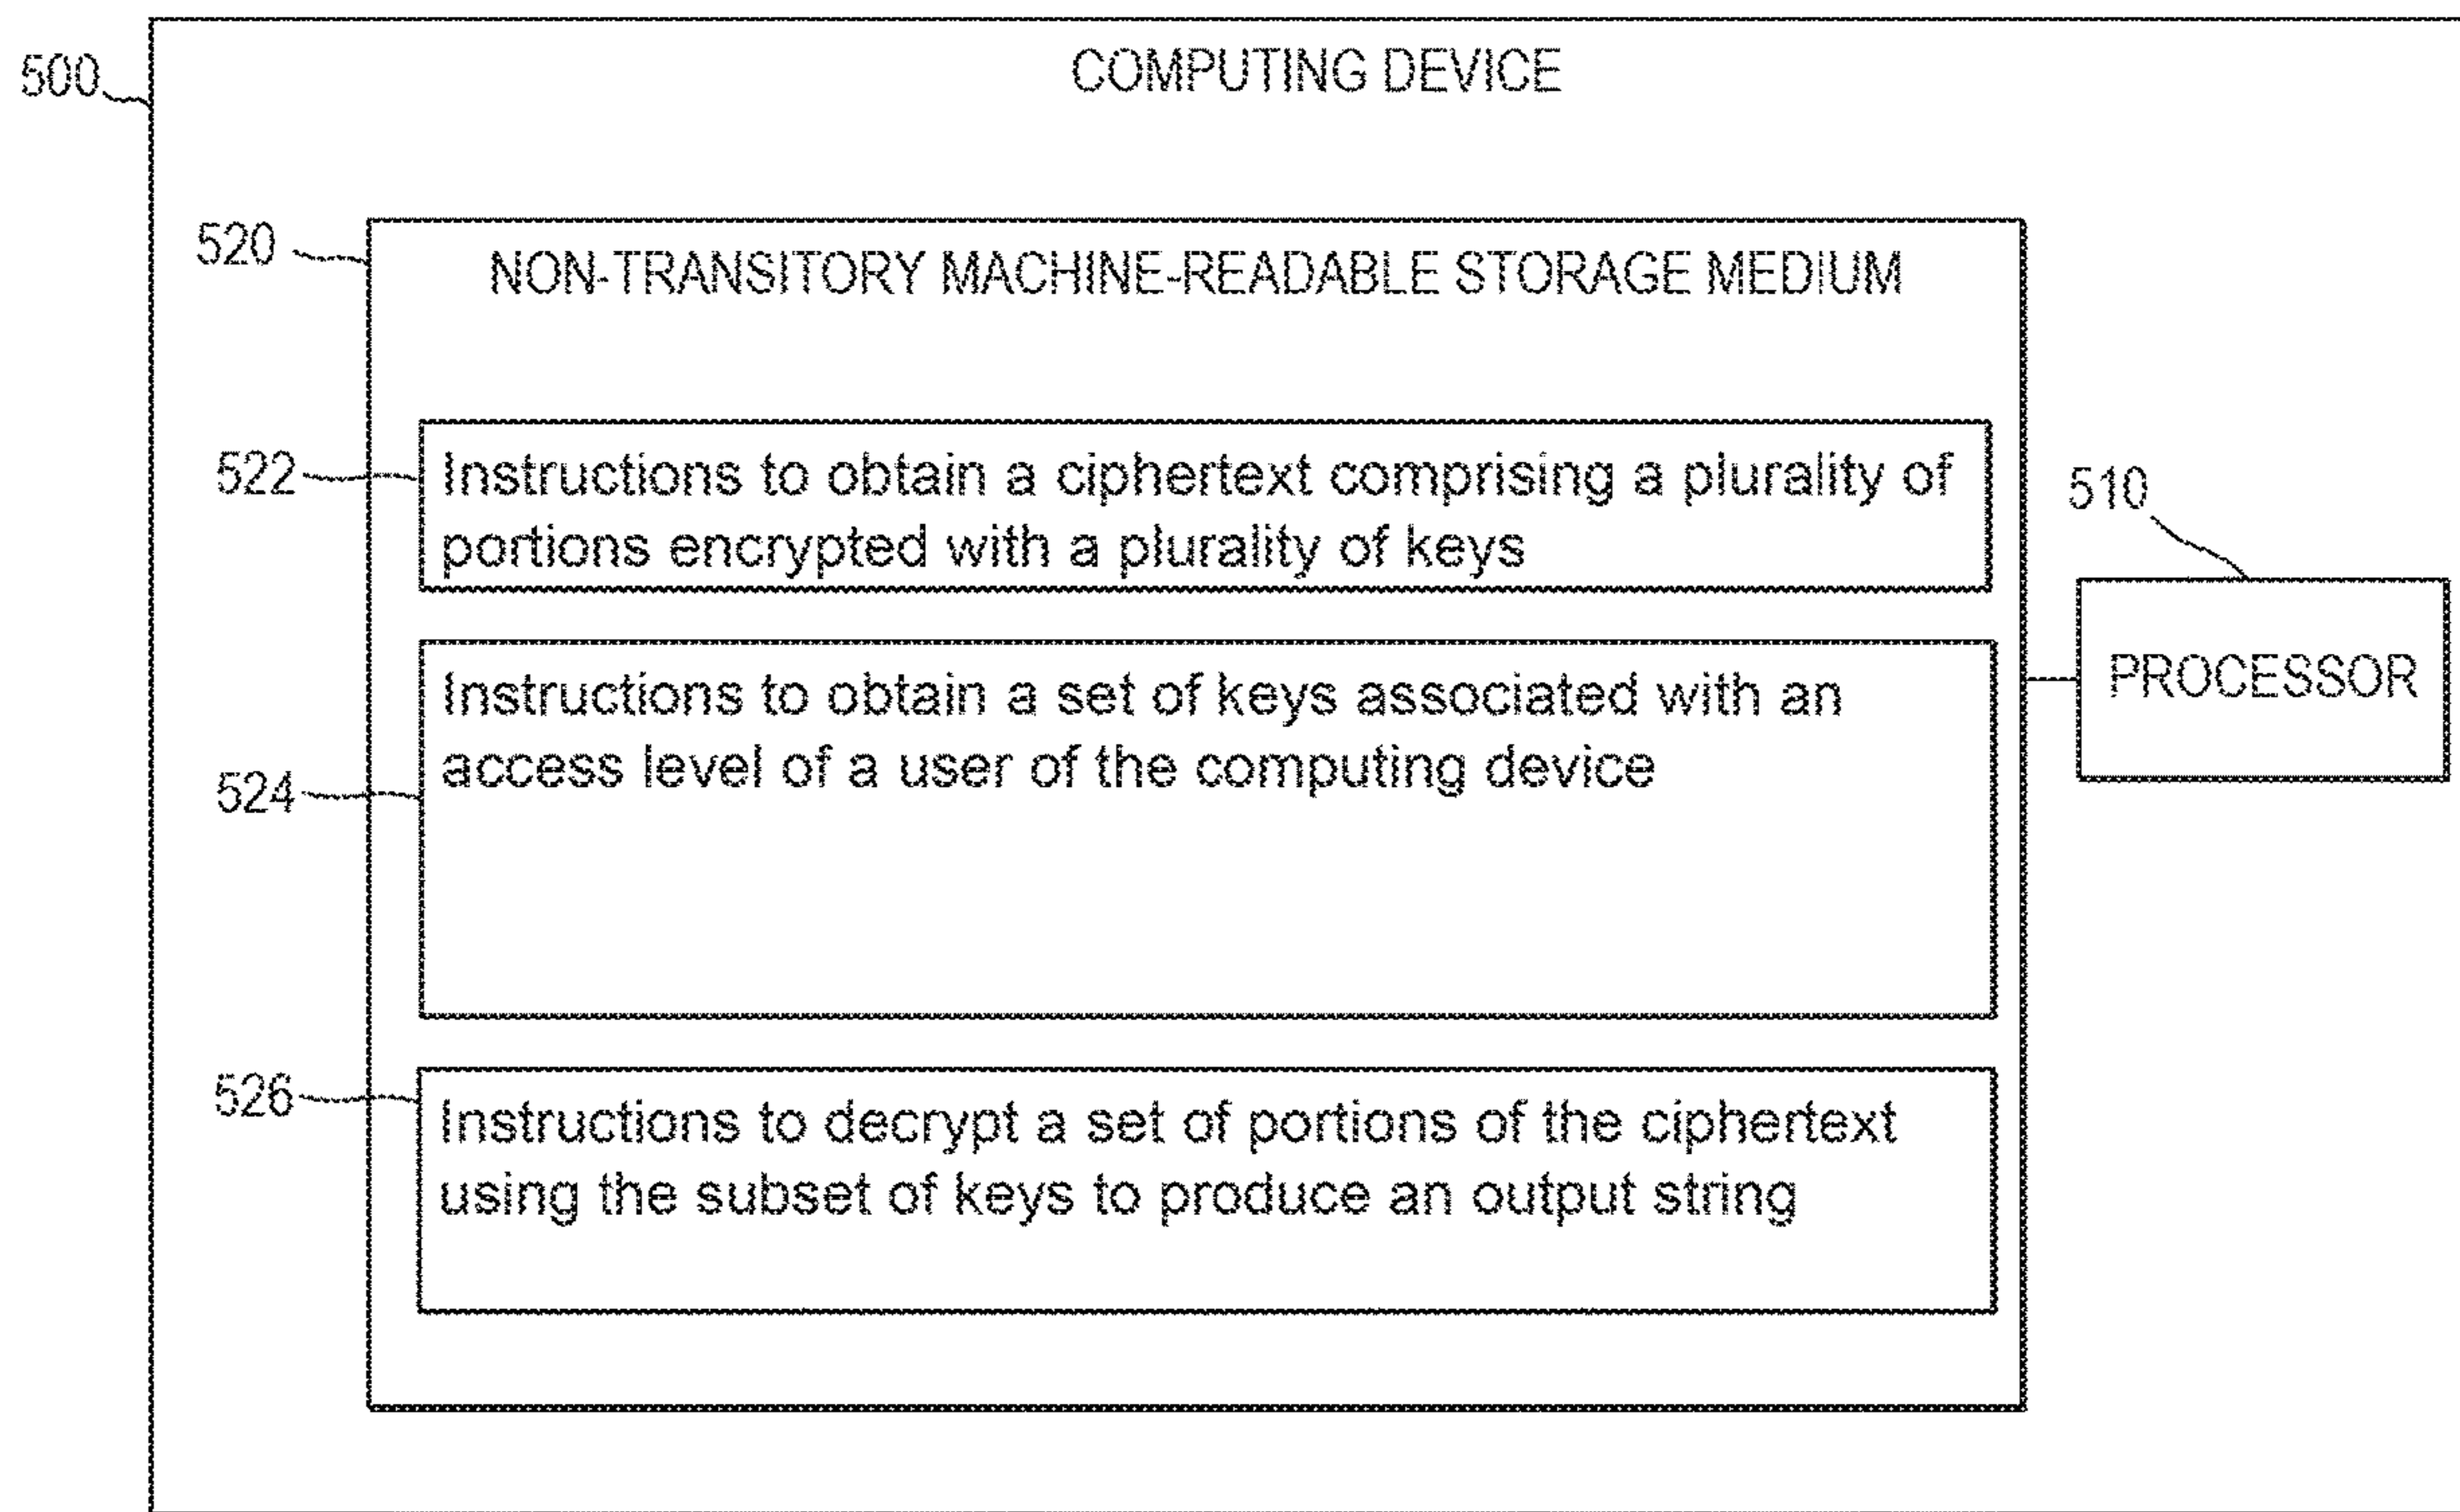 500
COMPUTING DEVICE
520
NON-TRANSITORY MACHINE-READABLE STORAGE MEDIUM
522
Instructions to obtain a ciphertext comprising a plurality of
portions encrypted with a plurality of keys
510
PROCESSOR
524
Instructions to obtain a set of keys associated with an
access level of a user of the computing device
526
Instructions to decrypt a set of portions of the ciphertext
using the subset of keys to produce an output string